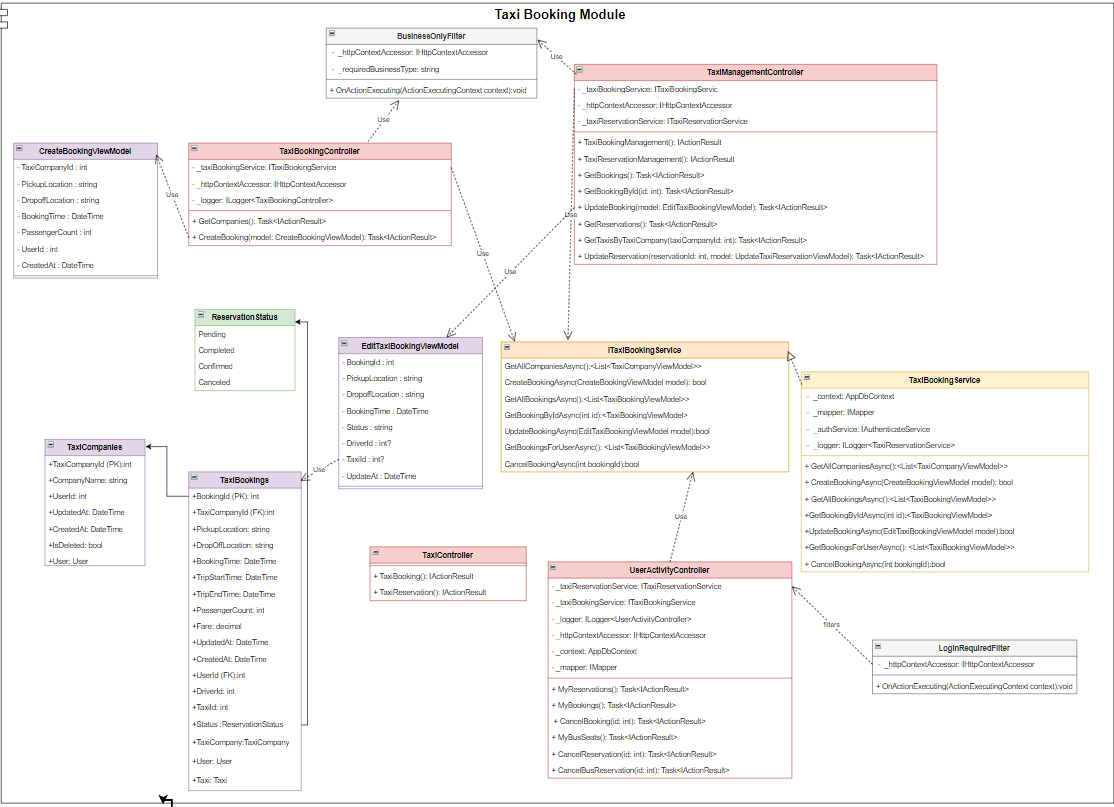 Taxi Booking Module
BusinessOnlyFilter
- _httpContextAccessor: IHttpContextAccessor
- _requiredBusinessType: string
+ OnActionExecuting(ActionExecutingContext context):void
Use
TaxiManagementController
- _taxiBookingService: ITaxiBookingServic
- _httpContextAccessor: IHttpContextAccessor
- _taxiReservationService: ITaxiReservationService
+ TaxiBookingManagement(): IActionResult
+ TaxiReservationManagement(): IActionResult
+ GetBookings(): Task<IActionResult>
+ GetBookingById(id: int): Task<IActionResult>
+ UpdateBooking(model: EditTaxiBookingViewModel): Task<IActionResult>
+ GetReservations(): Task<IActionResult>
+ GetTaxisByTaxiCompany(taxiCompanyId: int): Task<IActionResult>
+ UpdateReservation(reservationId: int, model: UpdateTaxiReservationViewModel): Task<IActionResult>
Use
CreateBookingViewModel
- TaxiCompanyId : int
- PickupLocation : string
- DropoffLocation : string
- BookingTime : DateTime
- PassengerCount : int
- UserId : int
- CreatedAt : DateTime
Use
TaxiBookingController
- _taxiBookingService: ITaxiBookingService
- _httpContextAccessor: IHttpContextAccessor
- _logger: ILogger<TaxiBookingController>
+ GetCompanies(): Task<IActionResult>
+ CreateBooking(model: CreateBookingViewModel): Task<IActionResult>
Use
Use
Use
ReservationStatus
Pending
Completed
Confirmed
Canceled
EditTaxiBookingViewModel
- BookingId : int
- PickupLocation : string
- DropoffLocation : string
- BookingTime : DateTime
- Status : string
- DriverId : int?
- TaxiId : int?
- UpdateAt : DateTime
Use
ITaxiBookingService
GetAllCompaniesAsync():<List<TaxiCompanyViewModel>>
CreateBookingAsync(CreateBookingViewModel model): bool
GetAllBookingsAsync():<List<TaxiBookingViewModel>>
GetBookingByIdAsync(int id):<TaxiBookingViewModel>
UpdateBookingAsync(EditTaxiBookingViewModel model):bool
GetBookingsForUserAsync(): <List<TaxiBookingViewModel>>
CancelBookingAsync(int bookingId):bool
TaxiBookingService
- _context: AppDbContext
- _mapper: IMapper
- _authService: IAuthenticateService
- _logger: ILogger<TaxiReservationService>
+ GetAllCompaniesAsync():<List<TaxiCompanyViewModel>>
+ CreateBookingAsync(CreateBookingViewModel model): bool
+ GetAllBookingsAsync():<List<TaxiBookingViewModel>>
+GetBookingByIdAsync(int id):<TaxiBookingViewModel>
+UpdateBookingAsync(EditTaxiBookingViewModel model):bool
+GetBookingsForUserAsync(): <List<TaxiBookingViewModel>>
+ CancelBookingAsync(int bookingId):bool
TaxiCompanies
+TaxiCompanyId (PK):int
+CompanyName: string
+UserId: int
+UpdatedAt: DateTime
+CreatedAt: DateTime
+IsDeleted: bool
+User: User
TaxiBookings
+BookingId (PK): int
+TaxiCompanyId (FK):int
+PickupLocation: string
+DropOffLocation: string
+BookingTime: DateTime
+TripStartTime: DateTime
+TripEndTime: DateTime
+PassengerCount: int
+Fare: decimal
+UpdatedAt: DateTime
+CreatedAt: DateTime
+UserId (FK):int
+DriverId: int
+TaxiId: int
+Status :ReservationStatus
+TaxiCompany:TaxiCompany
+User: User
+Taxi: Taxi
TaxiController
+ TaxiBooking(): IActionResult
+ TaxiReservation(): IActionResult
Use
UserActivityController
- _taxiReservationService: ITaxiReservationService
- _taxiBookingService: ITaxiBookingService
- _logger: ILogger<UserActivityController>
- _httpContextAccessor: IHttpContextAccessor
- _context: AppDbContext
- _mapper: IMapper
+ MyReservations(): Task<IActionResult>
+ MyBookings(): Task<IActionResult>
+ CancelBooking(id: int): Task<IActionResult>
+ MyBusSeats(): Task<IActionResult>
+ CancelReservation(id: int): Task<IActionResult>
+ CancelBusReservation(id: int): Task<IActionResult>
filters
LoginRequiredFilter
- _httpContextAccessor: IHttpContextAccessor
+ OnActionExecuting(ActionExecutingContext context):void